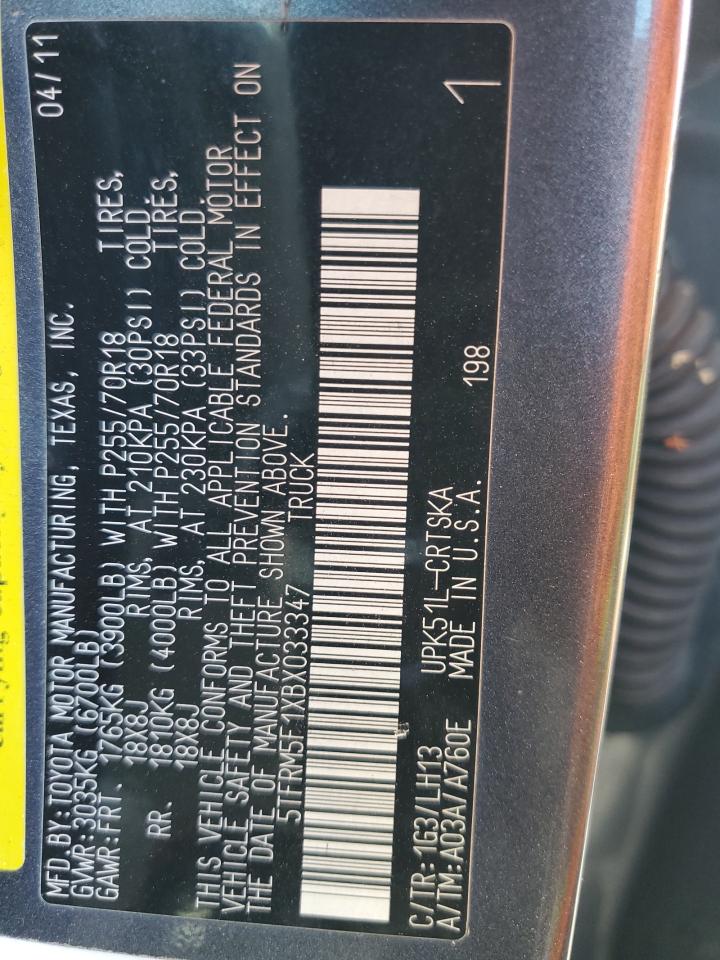 MFD.BY:TOYOTA MOTOR MANUFACTURING, TEXAS, INC. 04/11
GVWR:3035KG (6700LB)
GAWR:FRT. 1765KG (3900LB) WITH P255/70R18 TIRES,
18X8J RIMS, AT 210KPA (30PSI) COLD.
RR. 1810KG (4000LB) WITH P255/70R18 TIRES,
18X8J RIMS, AT 230KPA (33PSI) COLD.
THIS VEHICLE CONFORMS TO ALL APPLICABLE FEDERAL MOTOR
VEHICLE SAFETY AND THEFT PREVENTION STANDARDS IN EFFECT ON
THE DATE OF MANUFACTURE SHOWN ABOVE.
5TFRM5F1XBX033347 TRUCK
C/TR:1G3/LH13 UPK51L-CRTSKA 198 1
A/TM:A03A/A760E MADE IN U.S.A.